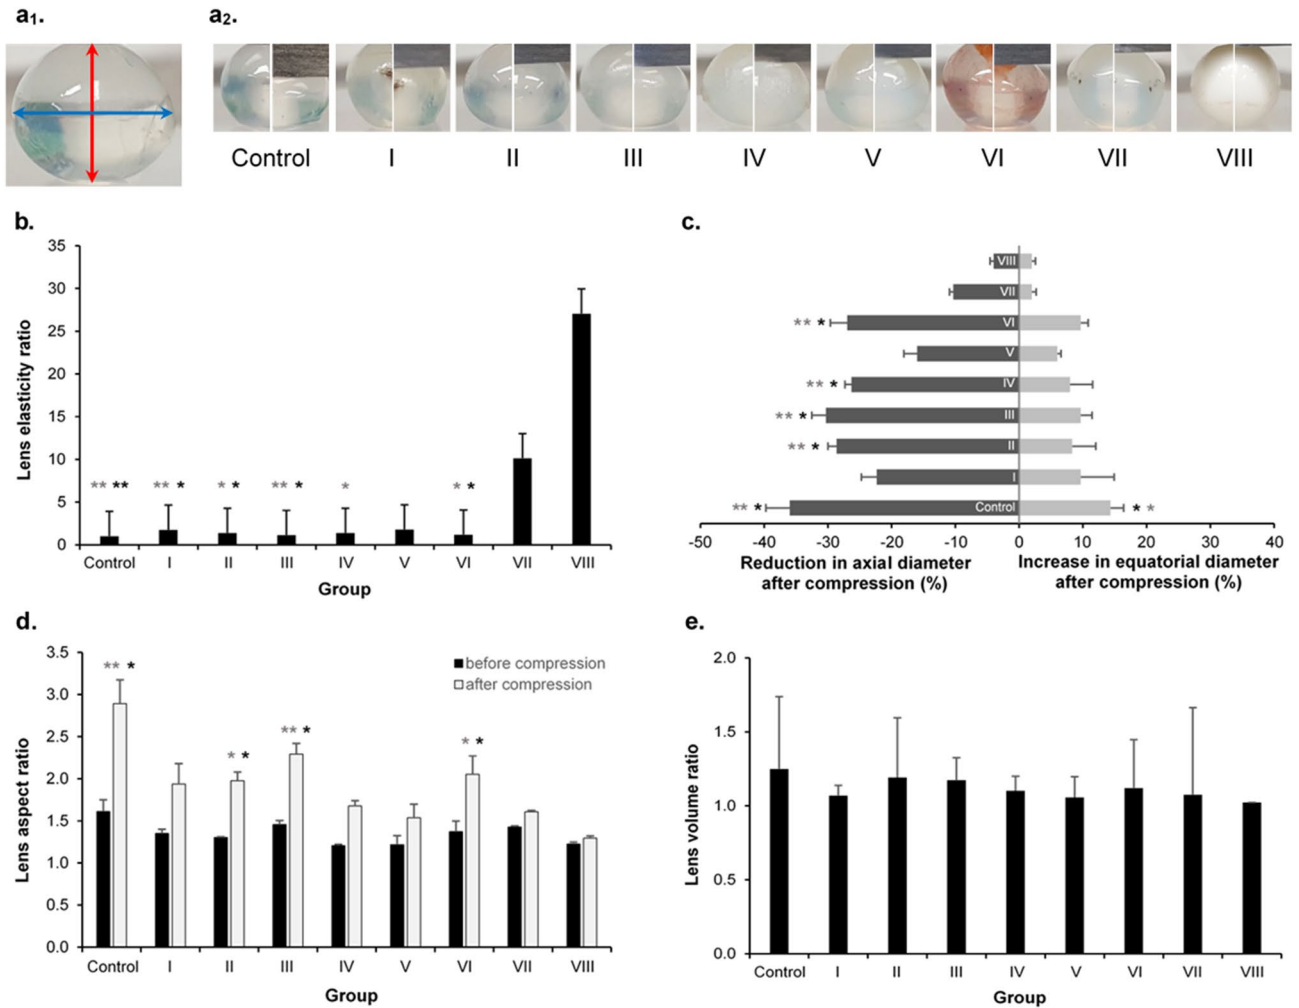 a1.
a2.
Control I II III IV V VI VII VIII
b.
35
30
25
20
15
10
5
0
Lens elasticity ratio
** ** ** * * * ** * * * *
Control I II III IV V VI VII VIII
Group
c.
VIII
VII
** * VI
V
** * IV
** * III
** * II
I
** * Control * *
-50 -40 -30 -20 -10 0 10 20 30 40
Reduction in axial diameter
after compression (%)
Increase in equatorial diameter
after compression (%)
d.
3.5
3.0
2.5
2.0
1.5
1.0
0.5
0.0
Lens aspect ratio
before compression
after compression
** *
* *
** *
* *
Control I II III IV V VI VII VIII
Group
e.
2.0
1.5
1.0
0.5
0.0
Lens volume ratio
Control I II III IV V VI VII VIII
Group